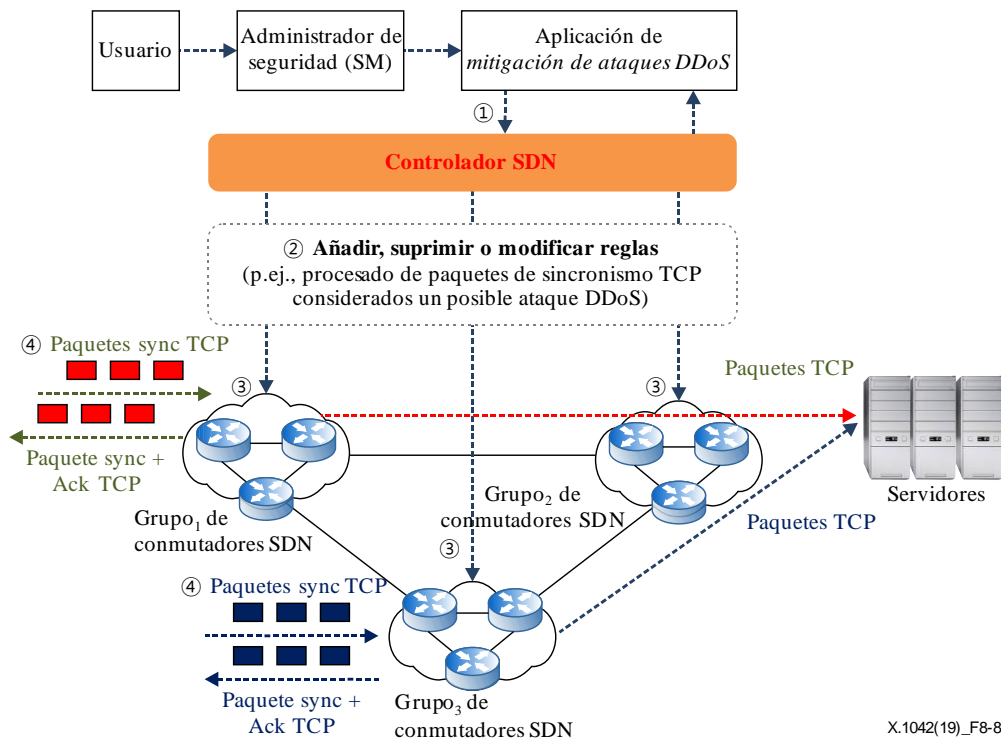 Usuario
Administrador de
seguridad (SM)
Aplicación de
mitigación de ataques DDoS
①
Controlador SDN
② Añadir, suprimir o modificar reglas
(p.ej., procesado de paquetes de sincronismo TCP
considerados un posible ataque DDoS)
④ Paquetes sync TCP
③
③
Paquetes TCP
Paquete sync +
Ack TCP
Servidores
Grupo₁ de
conmutadores SDN
Grupo₂ de
conmutadores SDN
Paquetes TCP
③
④ Paquetes sync TCP
Paquete sync +
Ack TCP
Grupo₃ de
conmutadores SDN
X.1042(19)_F8-8